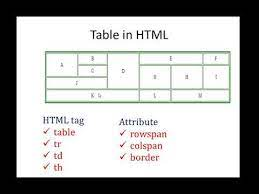 Table in HTML
A B D E F
C H H I
J
K L M
HTML tag Attribute
✓ table ✓ rowspan
✓ tr ✓ colspan
✓ td ✓ border
✓ th